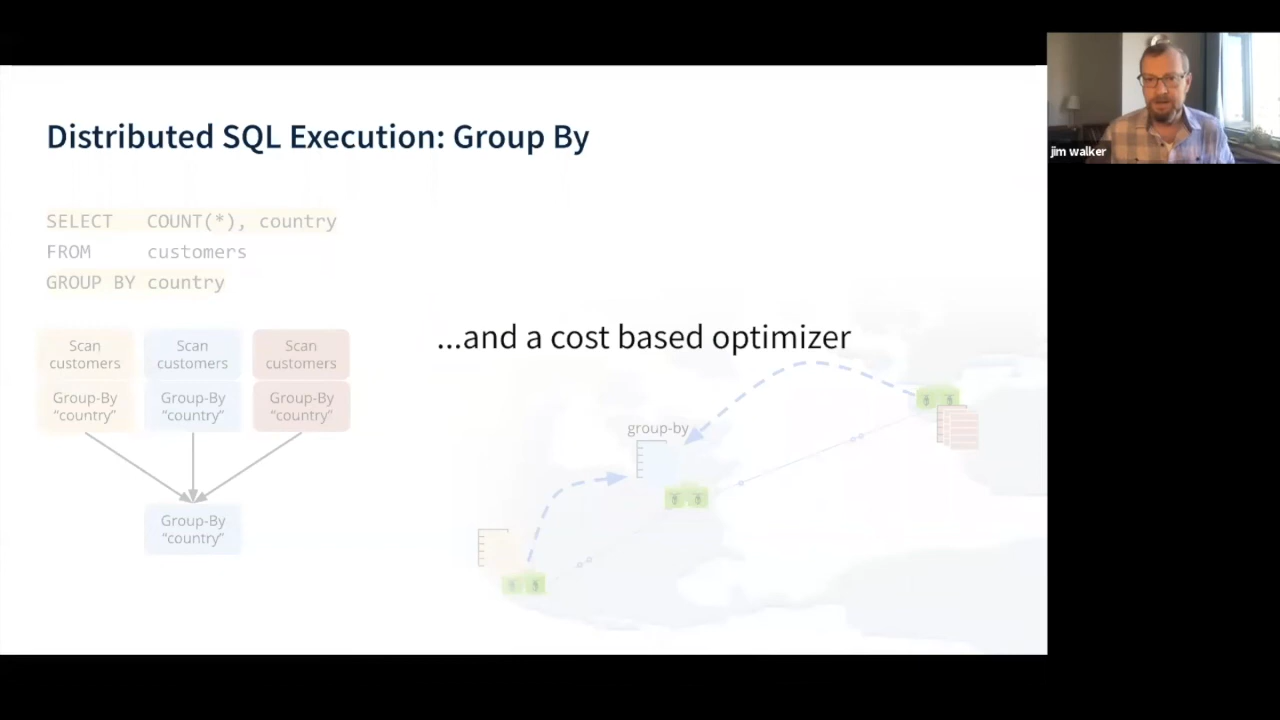 Distributed SQL Execution: Group By
SELECT COUNT(*), country
FROM customers
GROUP BY country
Scan
customers
Scan
customers
Scan
customers
Group-By
“country”
Group-By
“country”
Group-By
“country”
Group-By
“country”
...and a cost based optimizer
group-by
jim walker